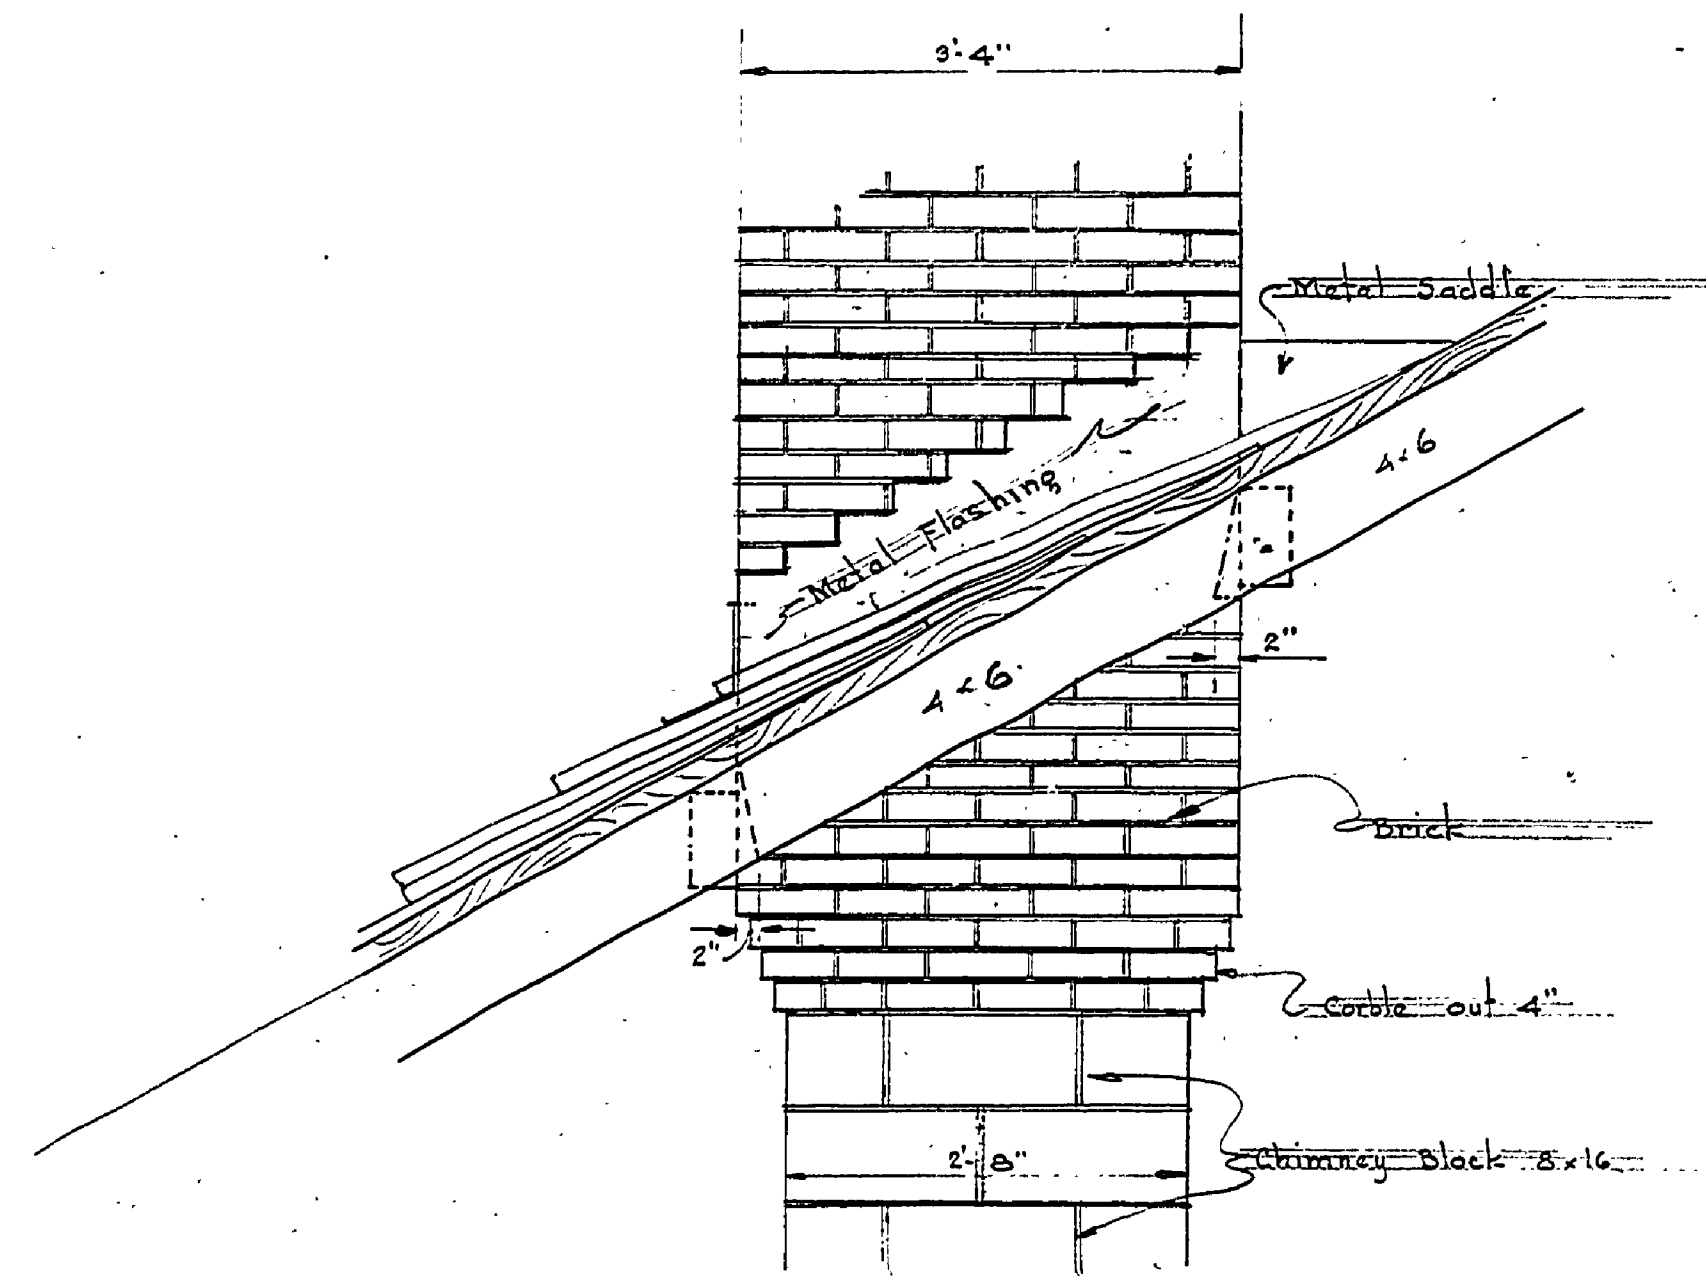 3'-4"
Metal Saddle
4x6
Metal Flashing
2"
4x6
Brick
2"
Corble out 4"
2'-8"
Chimney Block 8x16